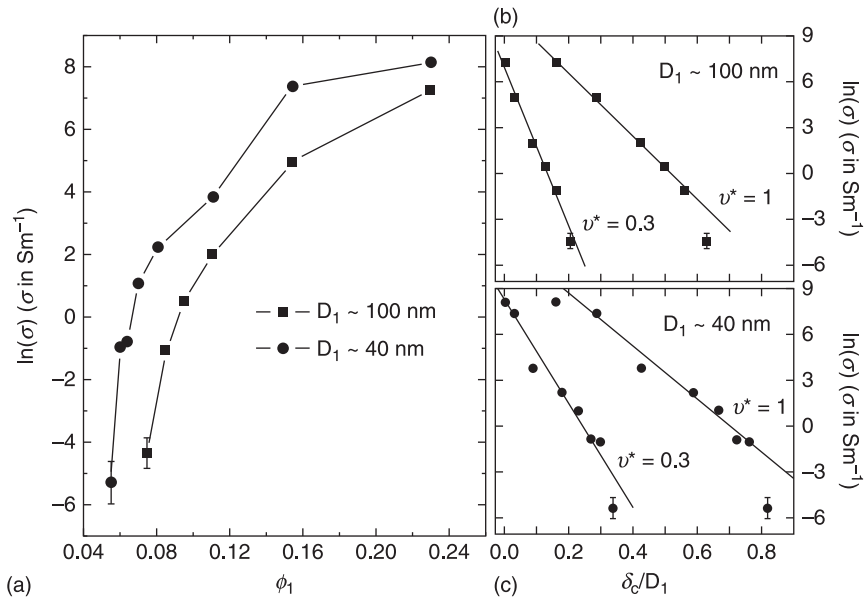 8
6
4
2
0
−2
−4
−6
ln(σ) (σ in Sm⁻¹)
D₁ ~ 100 nm
D₁ ~ 40 nm
0.04 0.08 0.12 0.16 0.20 0.24
(a)
ϕ₁
(b)
D₁ ~ 100 nm
υ* = 1
υ* = 0.3
9
6
3
0
−3
−6
ln(σ) (σ in Sm⁻¹)
D₁ ~ 40 nm
υ* = 1
υ* = 0.3
9
6
3
0
−3
−6
ln(σ) (σ in Sm⁻¹)
0.0 0.2 0.4 0.6 0.8
(c)
δc/D₁